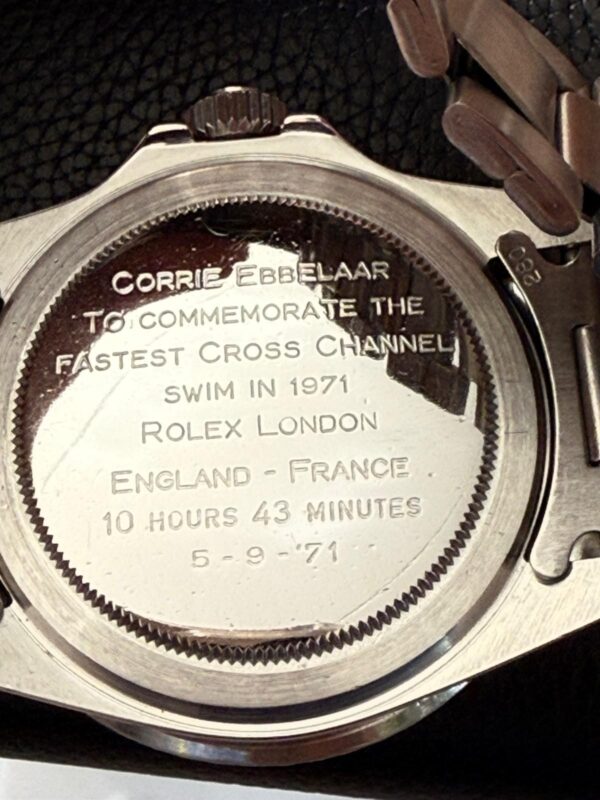 CORRIE EBBELAAR
TO COMMEMORATE THE
FASTEST CROSS CHANNEL
SWIM IN 1971
ROLEX LONDON
ENGLAND - FRANCE
10 HOURS 43 MINUTES
5 - 9 - '71
280